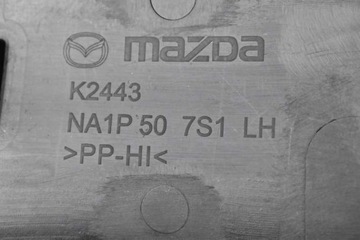 mazda
K2443
NA1P 50 7S1 LH
>PP-HI<